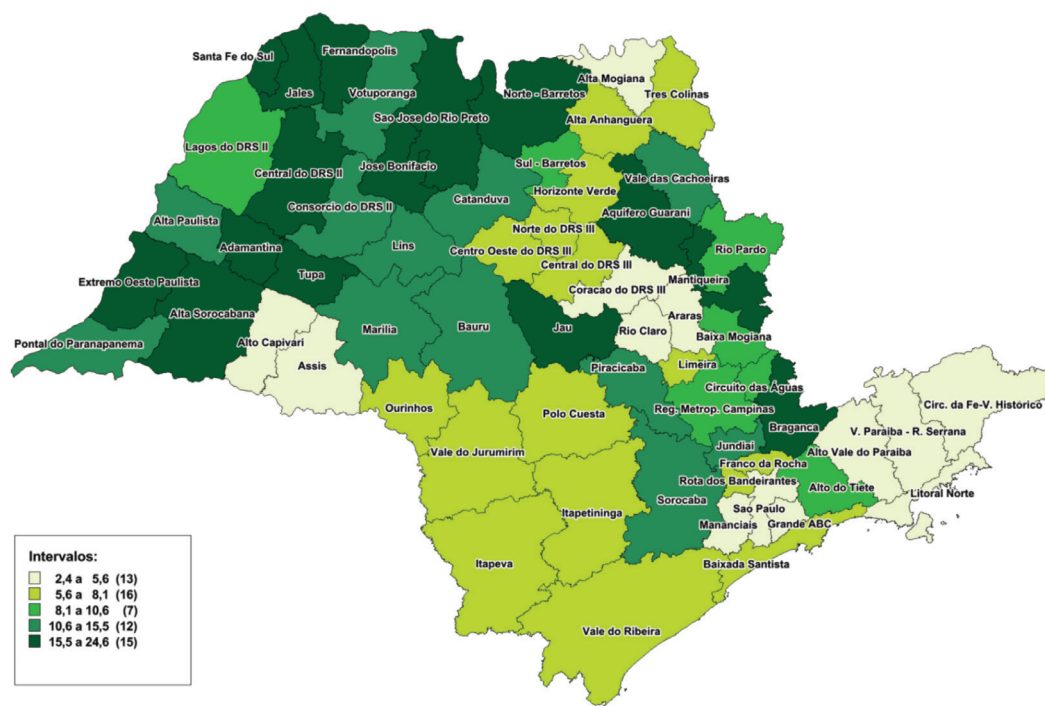 Santa Fe do Sul
Fernandopolis
Alta Mogiana
Jales
Votuporanga
Norte - Barretos
Tres Colinas
Sao Jose do Rio Preto
Alta Anhanguera
Lagos do DRS II
Central do DRS II
Jose Bonifacio
Sul - Barretos
Vale das Cachoeiras
Horizonte Verde
Catanduva
Consorcio do DRS II
Alta Paulista
Aquifero Guarani
Norte do DRS III
Adamantina
Lins
Centro Oeste do DRS III
Rio Pardo
Central do DRS III
Tupa
Extremo Oeste Paulista
Mantiqueira
Coracao do DRS III
Alta Sorocabana
Araras
Marilia
Bauru
Jau
Rio Claro
Baixa Mogiana
Pontal do Paranapanema
Alto Capivari
Assis
Limeira
Piracicaba
Circuito das Aguas
Circ. da Fe-V. Histórico
Ourinhos
Polo Cuesta
Reg. Metrop. Campinas
Braganca
V. Paraiba - R. Serrana
Jundiai
Vale do Jurumirim
Alto Vale do Paraiba
Franco da Rocha
Rota dos Bandeirantes
Alto do Tiete
Sorocaba
Litoral Norte
Itapetininga
Sao Paulo
Mananciais
Grande ABC
Itapeva
Baixada Santista
Vale do Ribeira
Intervalos:
2,4 a 5,6 (13)
5,6 a 8,1 (16)
8,1 a 10,6 (7)
10,6 a 15,5 (12)
15,5 a 24,6 (15)